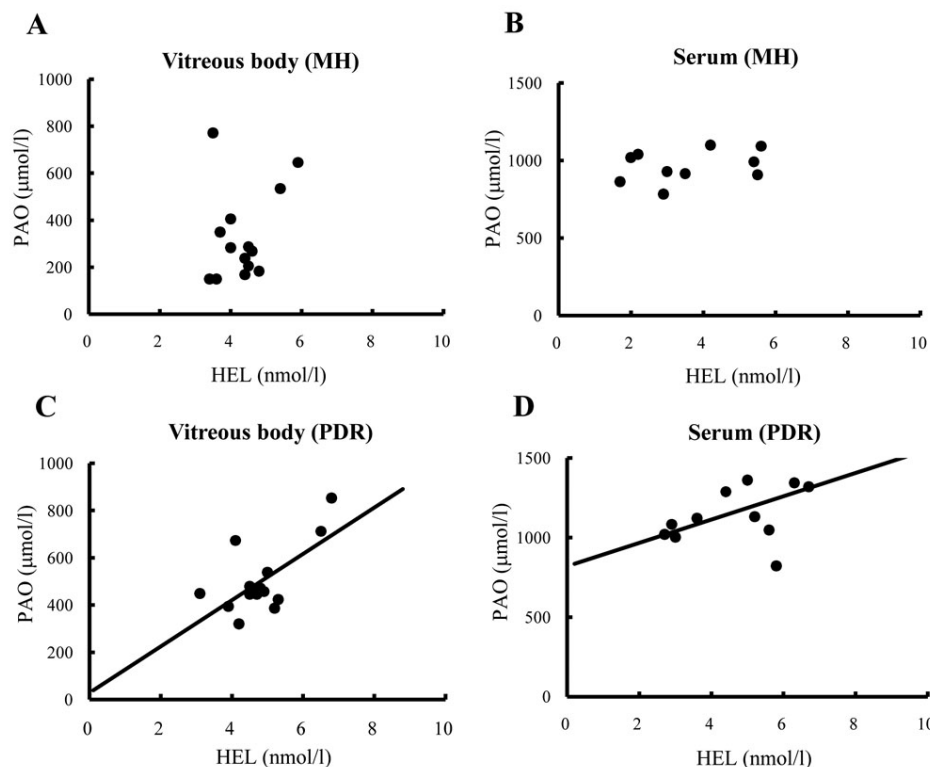 A
Vitreous body (MH)
1000
800
600
400
200
0
PAO (μmol/l)
0 2 4 6 8 10
HEL (nmol/l)
B
Serum (MH)
1500
1000
500
0
PAO (μmol/l)
0 2 4 6 8 10
HEL (nmol/l)
C
Vitreous body (PDR)
1000
800
600
400
200
0
PAO (μmol/l)
0 2 4 6 8 10
HEL (nmol/l)
D
Serum (PDR)
1500
1000
500
0
PAO (μmol/l)
0 2 4 6 8 10
HEL (nmol/l)